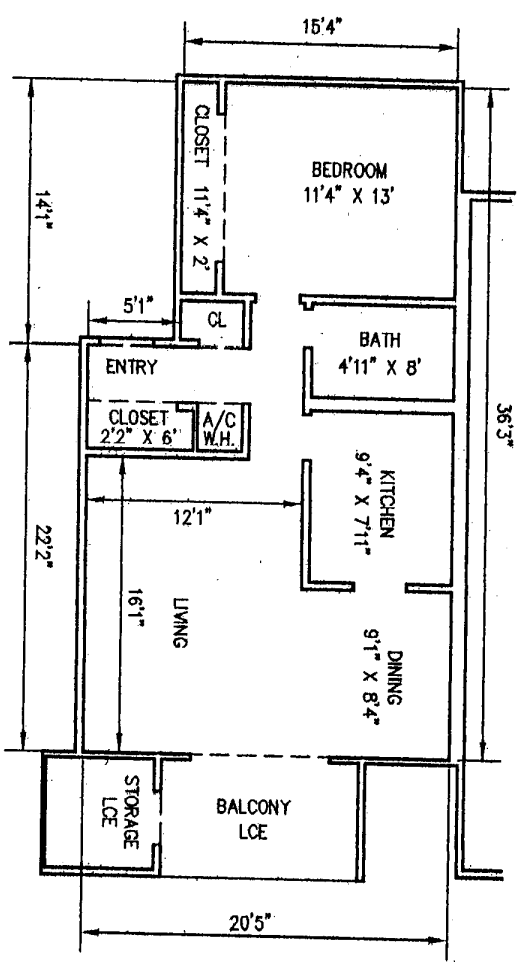 15'4"
BEDROOM
11'4" X 13'
CLOSET 11'4" X 2'
14'1"
5'1"
CL
BATH
4'11" X 8'
ENTRY
CLOSET
2'2" X 6'
A/C
W.H.
36'3"
KITCHEN
9'4" X 7'11"
12'1"
22'2"
16'1"
LIVING
DINING
9'1" X 8'4"
STORAGE
LCE
BALCONY
LCE
20'5"